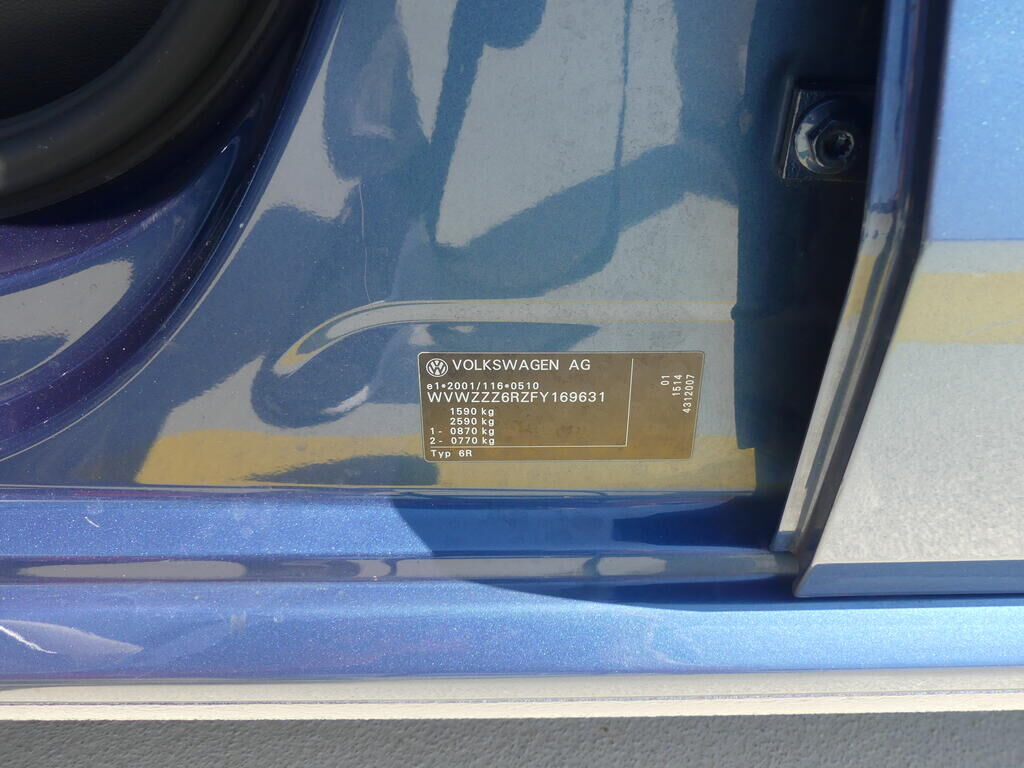 VOLKSWAGEN AG
e1*2001/116*0510
WVWZZZ6RZFY169631
1590 kg
2590 kg
1- 0870 kg
2- 0770 kg
Typ 6R
01
1514
4312007